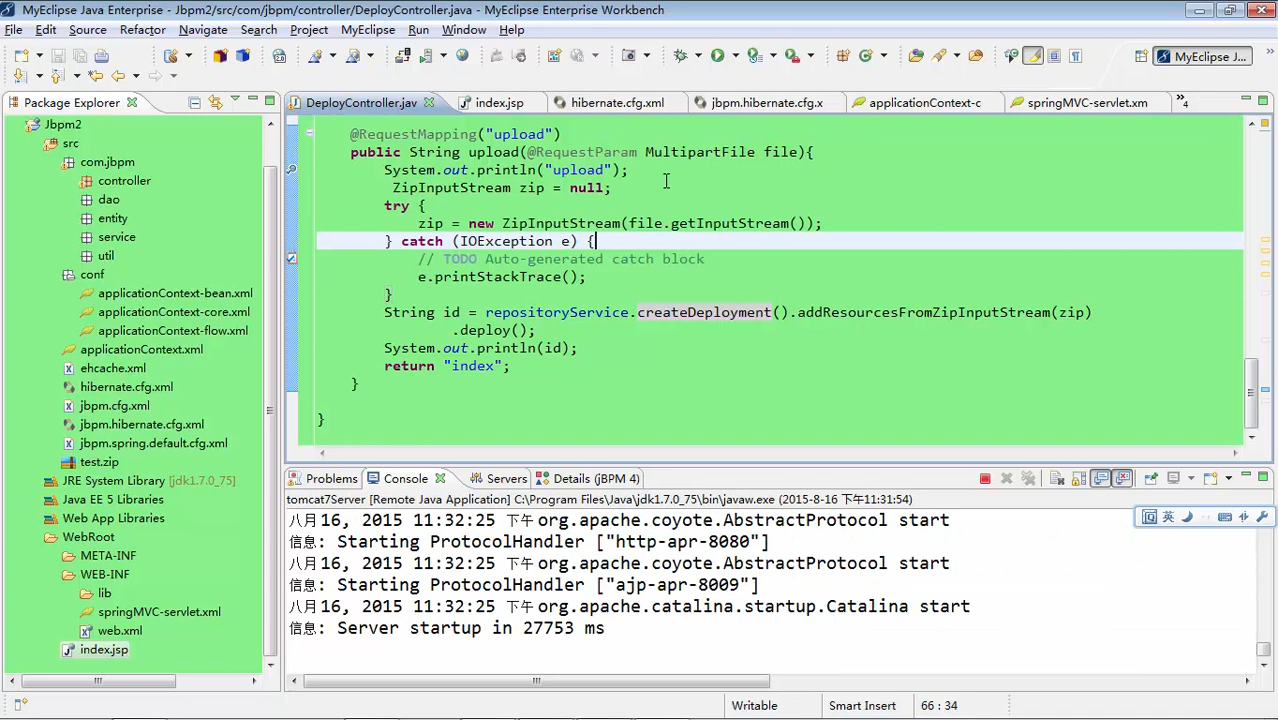 MyEclipse Java Enterprise - Jbpm2/src/com/jbpm/controller/DeployController.java - MyEclipse Enterprise Workbench
File Edit Source Refactor Navigate Search Project MyEclipse Run Window Help
MyEclipse J...
Package Explorer
DeployController.jav index.jsp hibernate.cfg.xml jbpm.hibernate.cfg.x applicationContext-c springMVC-servlet.xm 4
Jbpm2
src
com.jbpm
controller
dao
entity
service
util
conf
applicationContext-bean.xml
applicationContext-core.xml
applicationContext-flow.xml
applicationContext.xml
ehcache.xml
hibernate.cfg.xml
jbpm.cfg.xml
jbpm.hibernate.cfg.xml
jbpm.spring.default.cfg.xml
test.zip
JRE System Library [jdk1.7.0_75]
Java EE 5 Libraries
Web App Libraries
WebRoot
META-INF
WEB-INF
lib
springMVC-servlet.xml
web.xml
index.jsp
@RequestMapping("upload")
public String upload(@RequestParam MultipartFile file){
System.out.println("upload");
ZipInputStream zip = null;
try {
zip = new ZipInputStream(file.getInputStream());
} catch (IOException e) {
// TODO Auto-generated catch block
e.printStackTrace();
}
String id = repositoryService.createDeployment().addResourcesFromZipInputStream(zip)
.deploy();
System.out.println(id);
return "index";
}
}
Problems Console Servers Details (jBPM 4)
tomcat7Server [Remote Java Application] C:\Program Files\Java\jdk1.7.0_75\bin\javaw.exe (2015-8-16 下午11:31:54)
八月 16, 2015 11:32:25 下午 org.apache.coyote.AbstractProtocol start
信息: Starting ProtocolHandler ["http-apr-8080"]
八月 16, 2015 11:32:25 下午 org.apache.coyote.AbstractProtocol start
信息: Starting ProtocolHandler ["ajp-apr-8009"]
八月 16, 2015 11:32:25 下午 org.apache.catalina.startup.Catalina start
信息: Server startup in 27753 ms
英
Writable Smart Insert 66 : 34